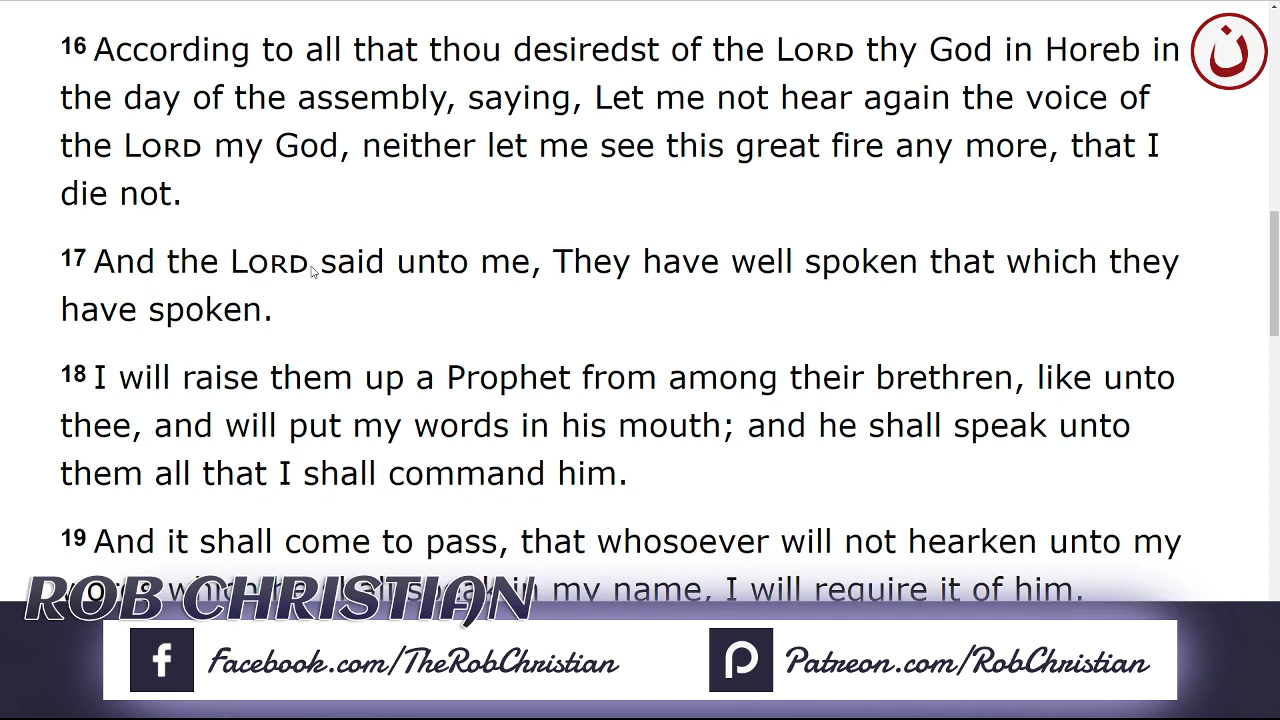 16 According to all that thou desiredst of the LORD thy God in Horeb in
the day of the assembly, saying, Let me not hear again the voice of
the LORD my God, neither let me see this great fire any more, that I
die not.
17 And the LORD said unto me, They have well spoken that which they
have spoken.
18 I will raise them up a Prophet from among their brethren, like unto
thee, and will put my words in his mouth; and he shall speak unto
them all that I shall command him.
19 And it shall come to pass, that whosoever will not hearken unto my
words which he shall speak in my name, I will require it of him.
ن
ROB CHRISTIAN
Facebook.com/TheRobChristian
Patreon.com/RobChristian